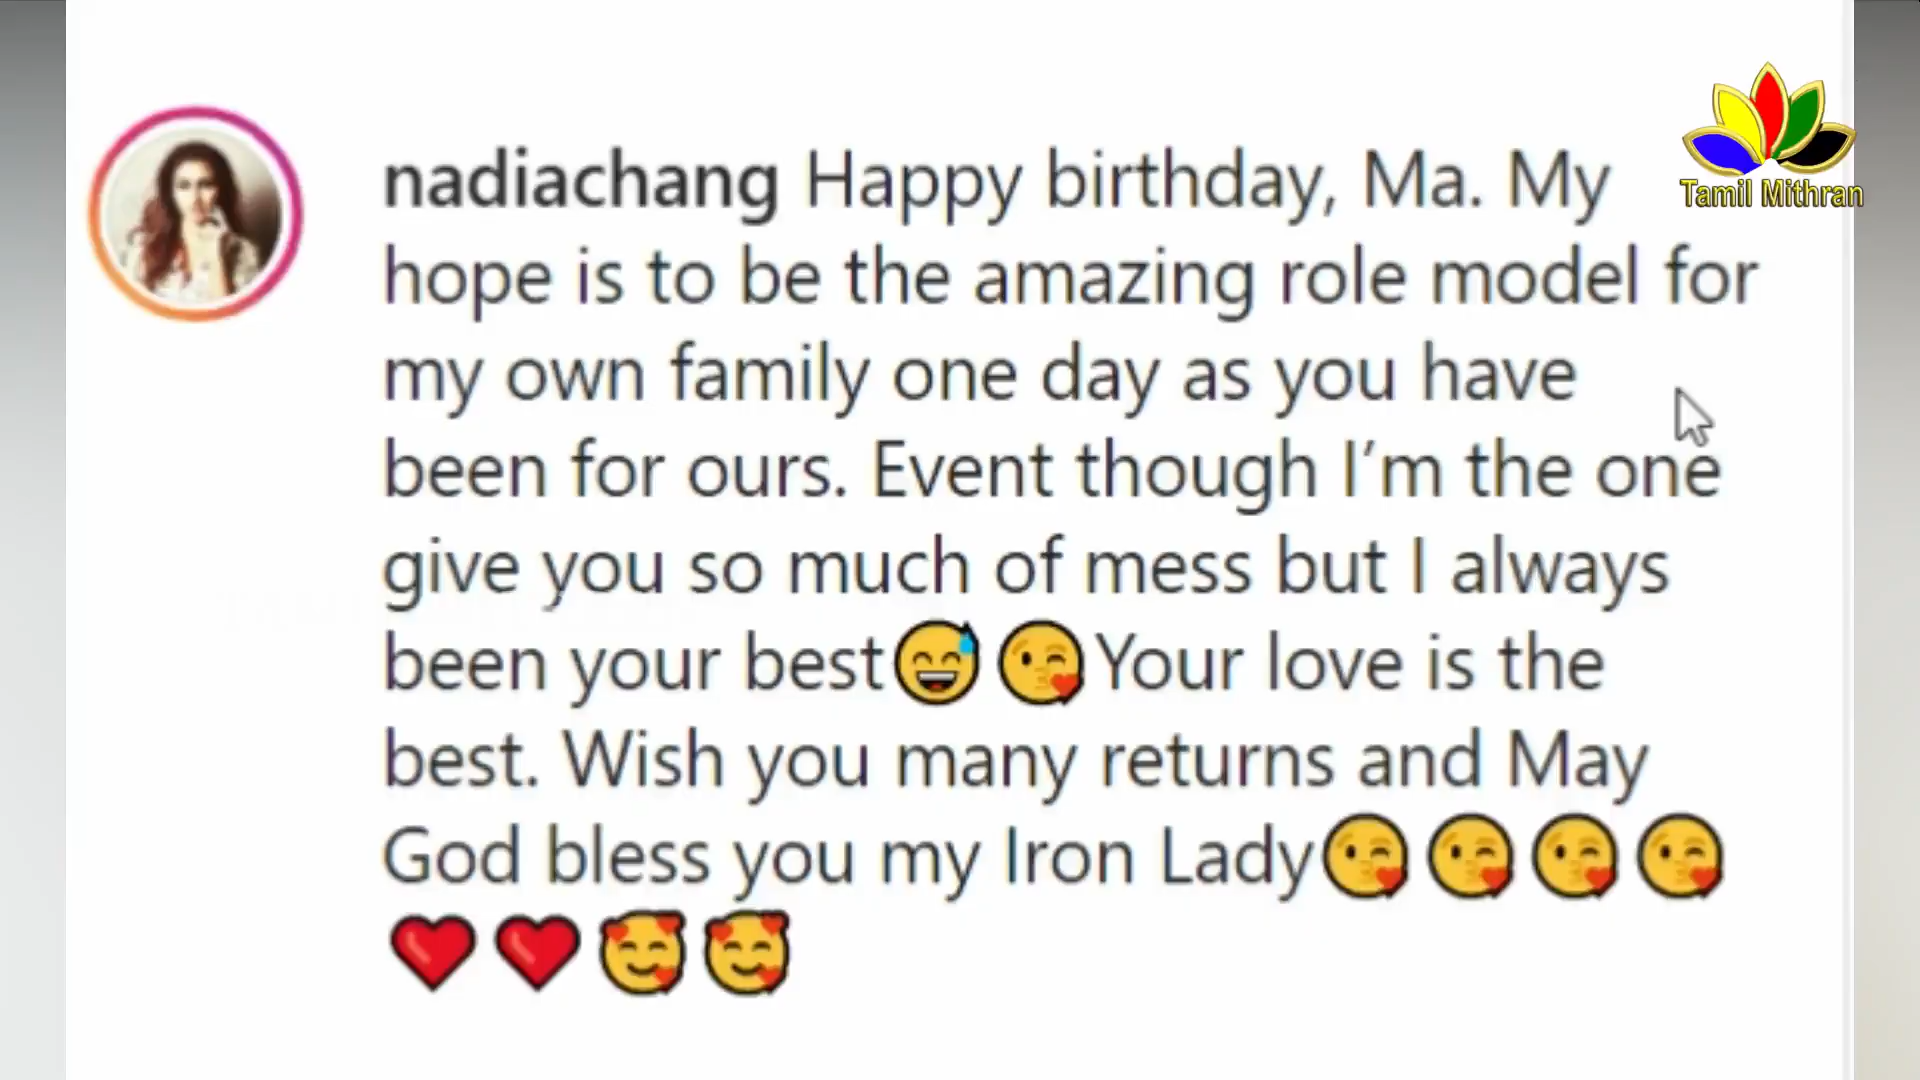 nadiachang Happy birthday, Ma. My
hope is to be the amazing role model for
my own family one day as you have
been for ours. Event though I'm the one
give you so much of mess but I always
been your best😅😘Your love is the
best. Wish you many returns and May
God bless you my Iron Lady😘😘😘😘
❤️❤️🥰🥰
Tamil Mithran